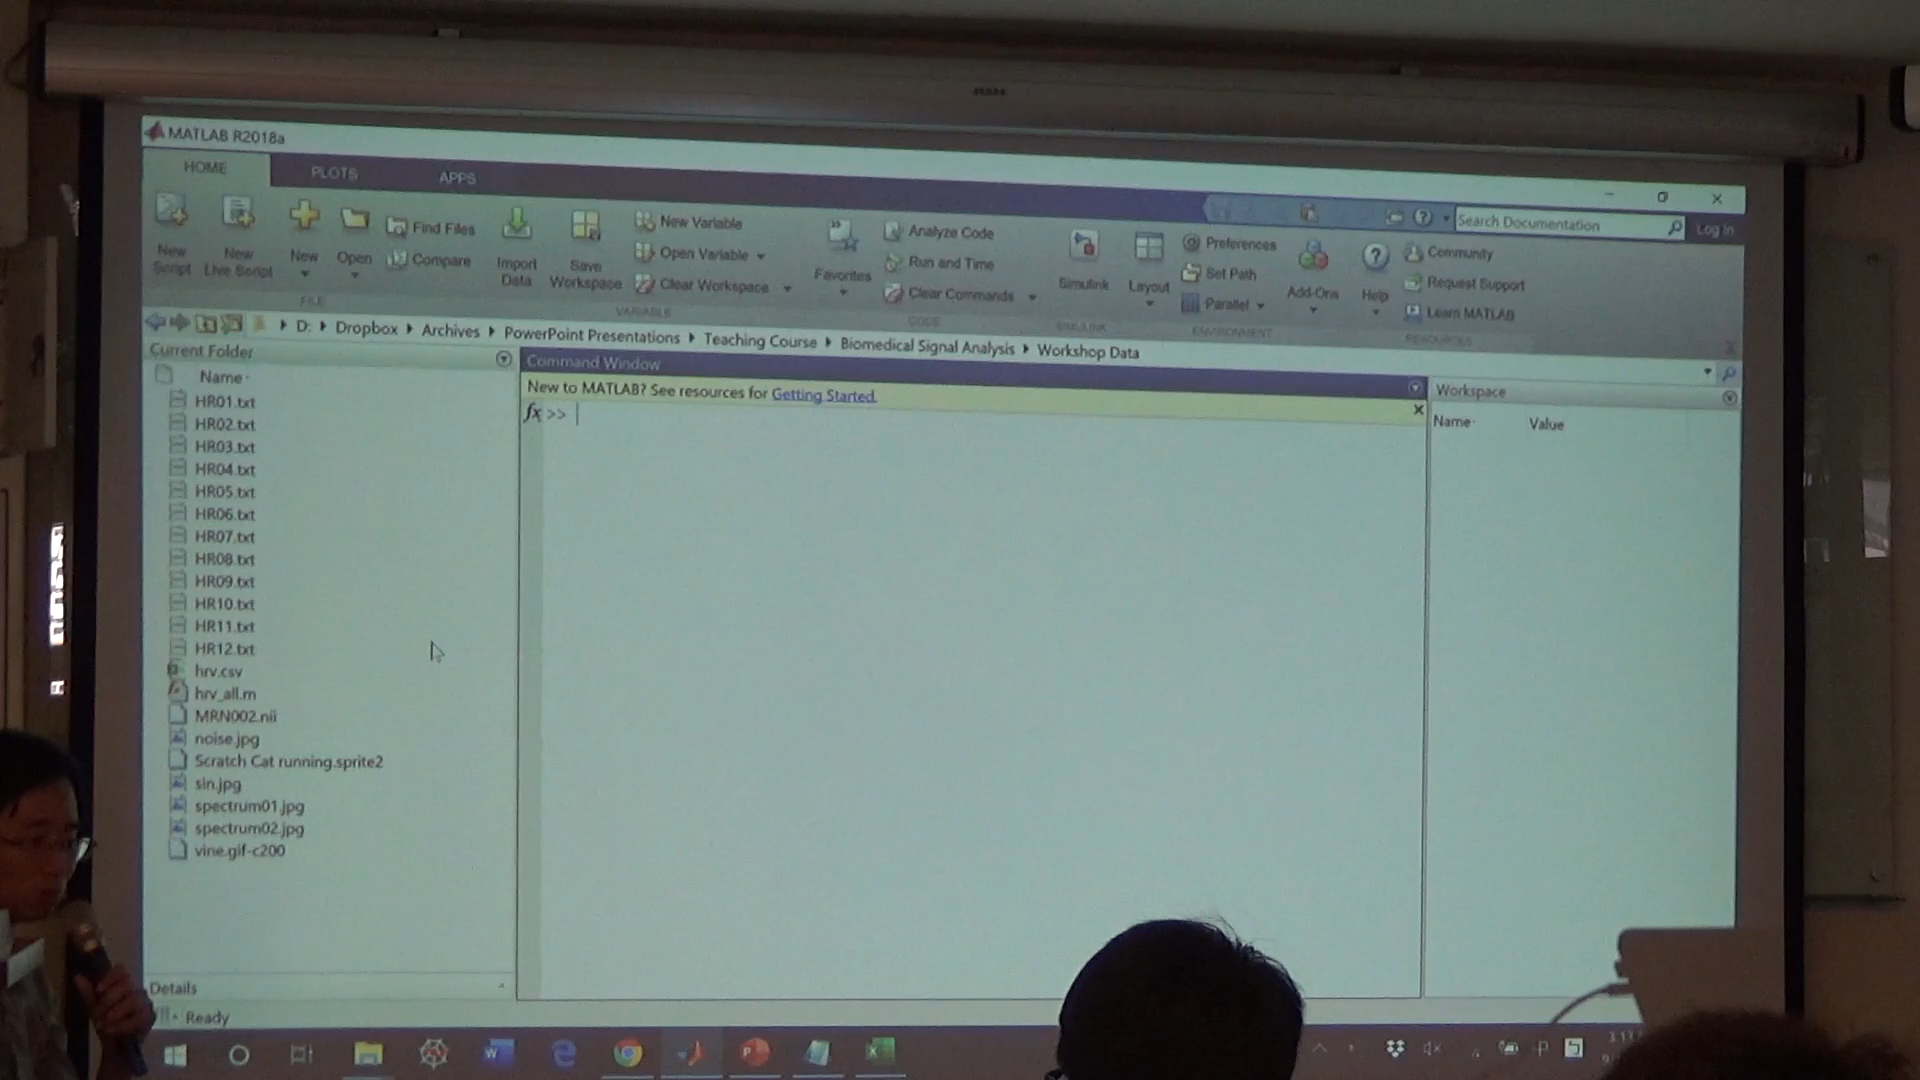 MATLAB R2018a
HOME PLOTS APPS
Search Documentation Log In
New Script
New Live Script
New
Open
Find Files
Compare
Import Data
Save Workspace
New Variable
Open Variable
Clear Workspace
Favorites
Analyze Code
Run and Time
Clear Commands
Simulink
Layout
Preferences
Set Path
Parallel
Add-Ons
Help
Community
Request Support
Learn MATLAB
FILE VARIABLE CODE SIMULINK ENVIRONMENT RESOURCES
D: Dropbox Archives PowerPoint Presentations Teaching Course Biomedical Signal Analysis Workshop Data
Current Folder
Name
HR01.txt
HR02.txt
HR03.txt
HR04.txt
HR05.txt
HR06.txt
HR07.txt
HR08.txt
HR09.txt
HR10.txt
HR11.txt
HR12.txt
hrv.csv
hrv_all.m
MRN002.nii
noise.jpg
Scratch Cat running.sprite2
sin.jpg
spectrum01.jpg
spectrum02.jpg
vine.gif-c200
Details
Ready
Command Window
New to MATLAB? See resources for Getting Started.
fx >>
Workspace
Name Value